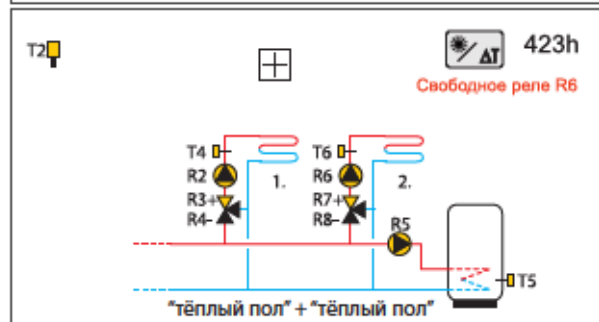 T2
ΔT 423h
Свободное реле R6
T4 T6
R2 R6
1. 2.
R3+ R7+
R4- R8-
R5
T5
"тёплый пол" + "тёплый пол"